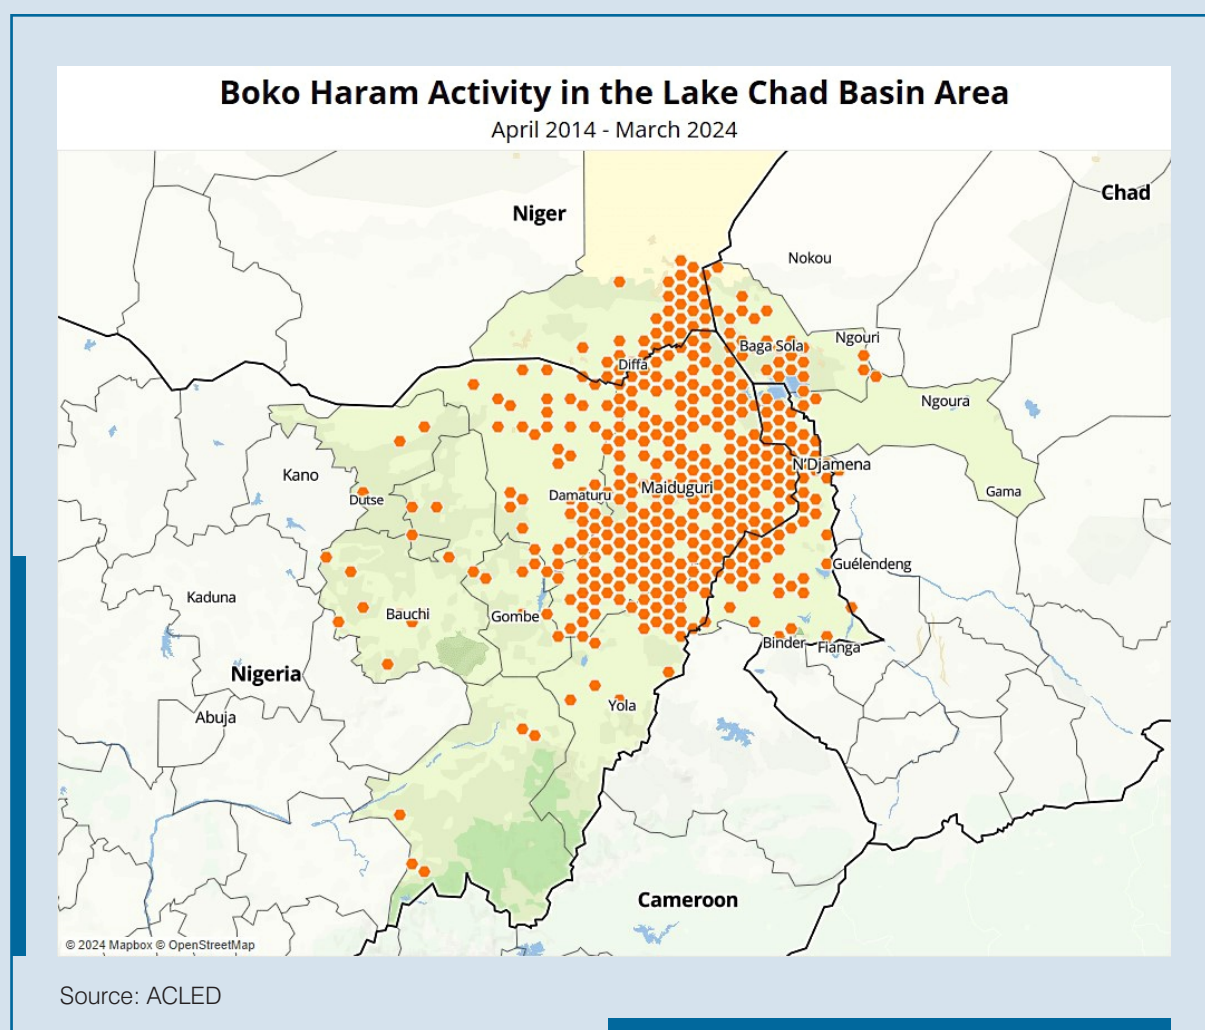 Boko Haram Activity in the Lake Chad Basin Area
April 2014 - March 2024
Chad
Niger
Nokou
Ngouri
Baga Sola
Diffa
Ngoura
N'Djamena
Kano
Maiduguri
Gama
Damaturu
Dutse
Guélendeng
Kaduna
Bauchi
Gombe
Binder
Fianga
Nigeria
Yola
Abuja
Cameroon
© 2024 Mapbox © OpenStreetMap
Source: ACLED